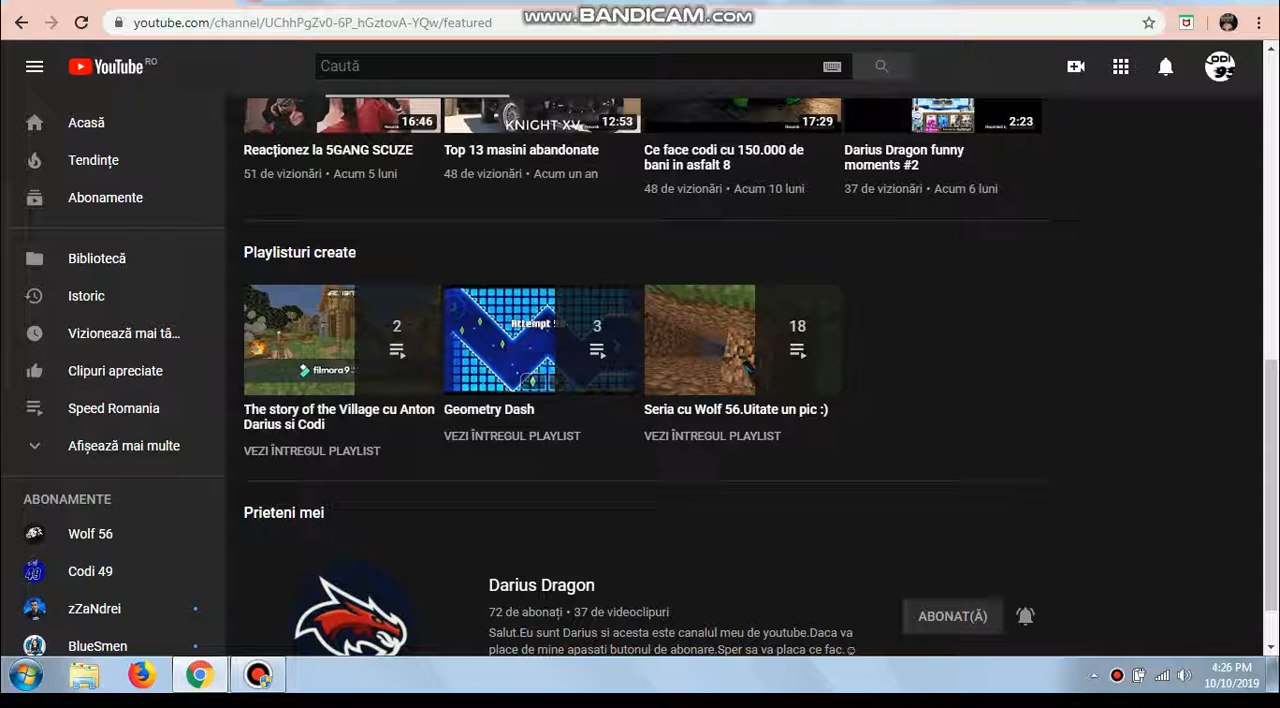 youtube.com/channel/UChhPgZv0-6P_hGztovA-YQw/featured
www.BANDICAM.com
YouTube RO
Caută
ODI 95
Acasă
Tendințe
Abonamente
Bibliotecă
Istoric
Vizionează mai tâ...
Clipuri apreciate
Speed Romania
Afișează mai multe
ABONAMENTE
Wolf 56
Codi 49
zZaNdrei
BlueSmen
16:46
KNIGHT XV
12:53
17:29
2:23
Reacționez la 5GANG SCUZE
51 de vizionări • Acum 5 luni
Top 13 masini abandonate
48 de vizionări • Acum un an
Ce face codi cu 150.000 de
bani in asfalt 8
48 de vizionări • Acum 10 luni
Darius Dragon funny
moments #2
37 de vizionări • Acum 6 luni
Playlisturi create
filmora9
2
The story of the Village cu Anton
Darius si Codi
VEZI ÎNTREGUL PLAYLIST
Attempt
3
Geometry Dash
VEZI ÎNTREGUL PLAYLIST
18
Seria cu Wolf 56.Uitate un pic :)
VEZI ÎNTREGUL PLAYLIST
Prieteni mei
Darius Dragon
72 de abonați • 37 de videoclipuri
Salut.Eu sunt Darius si acesta este canalul meu de youtube.Daca va
place de mine apasati butonul de abonare.Sper sa va placa ce fac.☺
ABONAT(Ă)
4:26 PM
10/10/2019